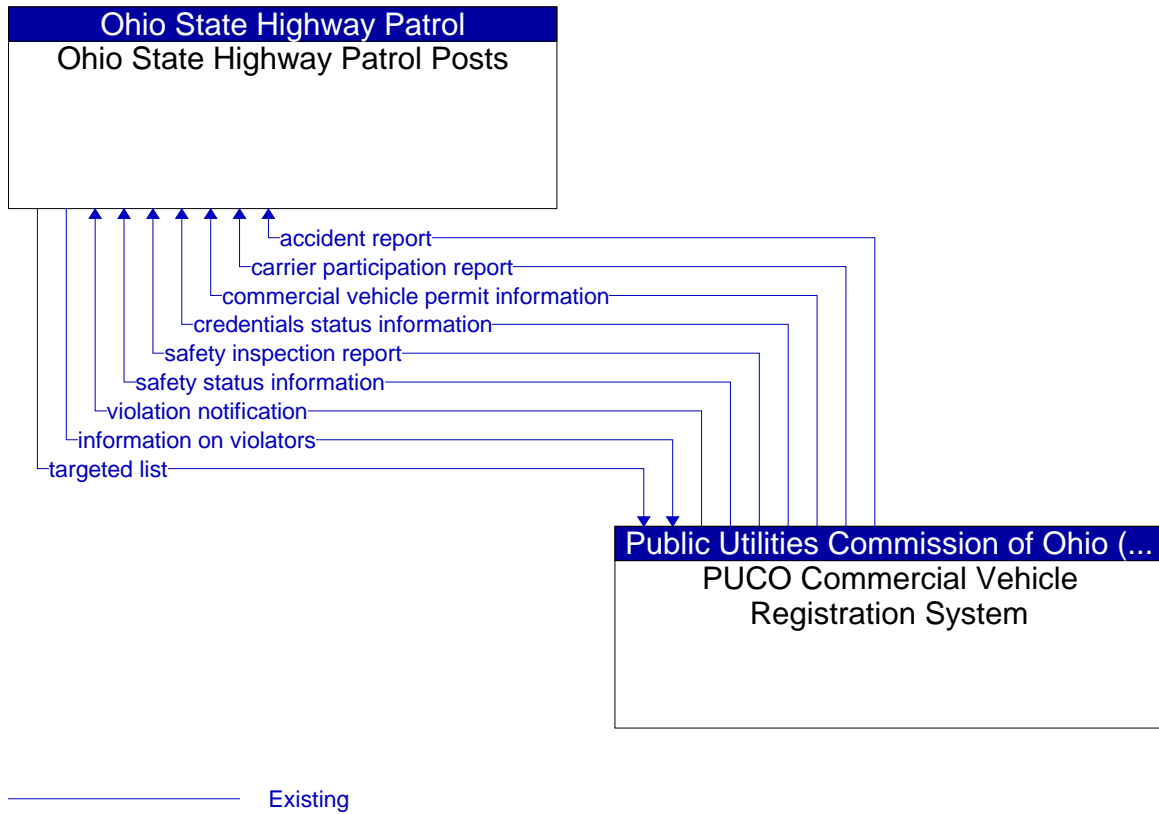 Ohio State Highway Patrol
Ohio State Highway Patrol Posts
accident report
carrier participation report
commercial vehicle permit information
credentials status information
safety inspection report
safety status information
violation notification
information on violators
targeted list
Public Utilities Commission of Ohio (...
PUCO Commercial Vehicle
Registration System
Existing